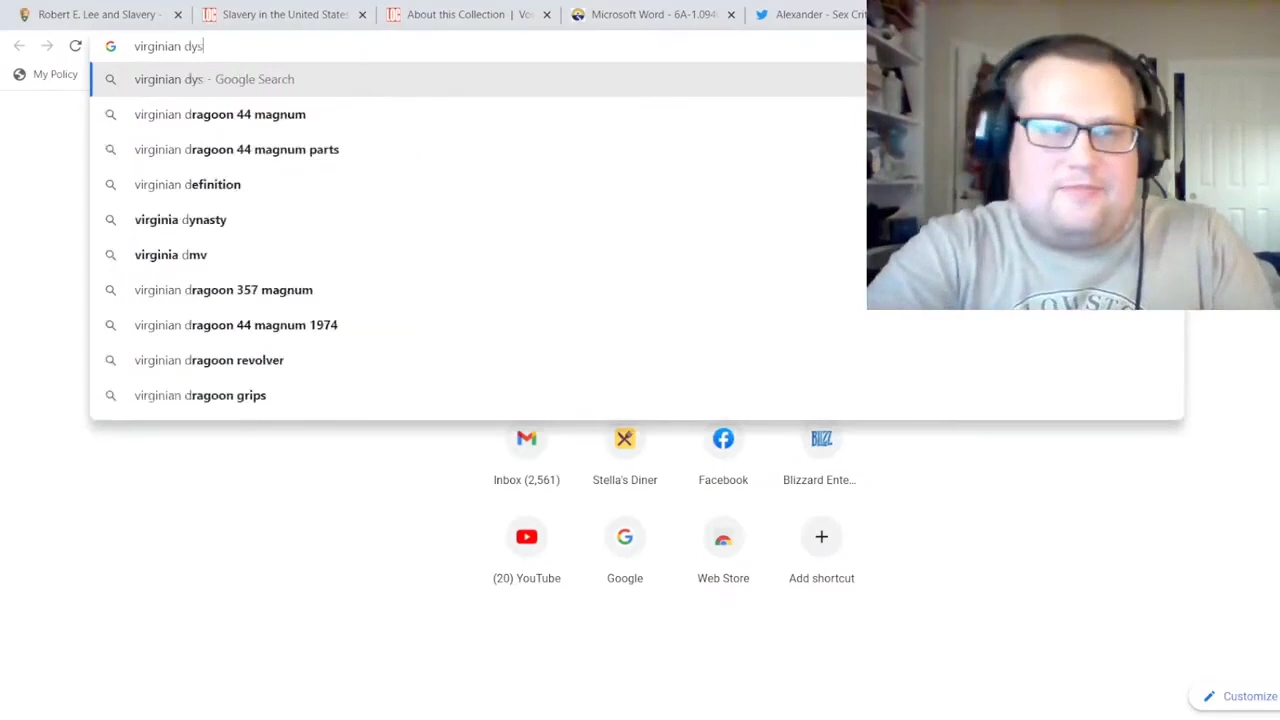 Robert E. Lee and Slavery -
Slavery in the United States
About this Collection | Vo
Microsoft Word - 6A-1.094
Alexander - Sex Crit
virginian dys
My Policy
virginian dys - Google Search
virginian dragoon 44 magnum
virginian dragoon 44 magnum parts
virginian definition
virginia dynasty
virginia dmv
virginian dragoon 357 magnum
virginian dragoon 44 magnum 1974
virginian dragoon revolver
virginian dragoon grips
BLIZZ
Inbox (2,561)
Stella's Diner
Facebook
Blizzard Ente...
(20) YouTube
Google
Web Store
Add shortcut
Customize